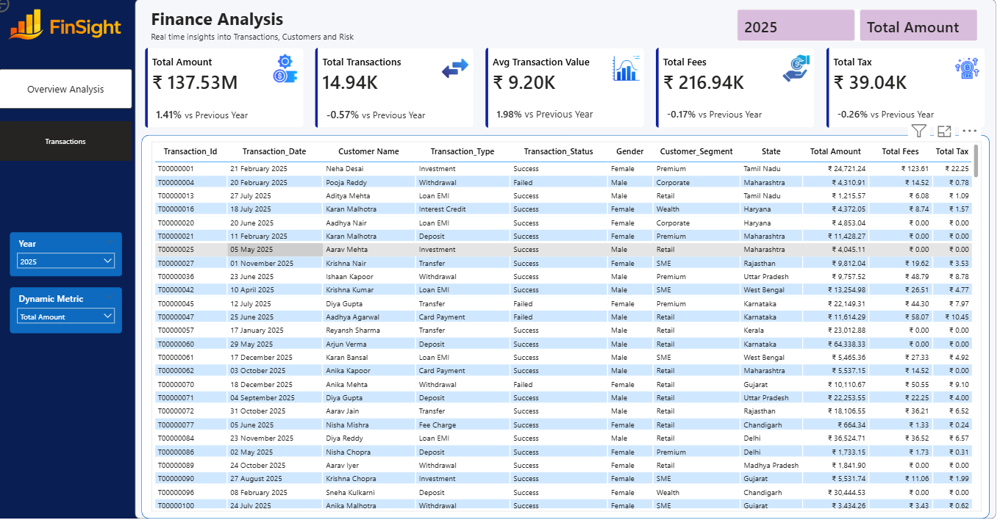 FinSight
Overview Analysis
Transactions
Year
2025
Dynamic Metric
Total Amount
Finance Analysis
Real time insights into Transactions, Customers and Risk
2025
Total Amount
Total Amount
₹ 137.53M
1.41% vs Previous Year
Total Transactions
14.94K
-0.57% vs Previous Year
Avg Transaction Value
₹ 9.20K
1.98% vs Previous Year
Total Fees
₹ 216.94K
-0.17% vs Previous Year
Total Tax
₹ 39.04K
-0.26% vs Previous Year
TAX
Transaction_Id Transaction_Date Customer Name Transaction_Type Transaction_Status Gender Customer_Segment State Total Amount Total Fees Total Tax
T00000001 21 February 2025 Neha Desai Investment Success Female Premium Tamil Nadu ₹ 24,721.24 ₹ 123.61 ₹ 22.25
T00000004 20 February 2025 Pooja Reddy Withdrawal Failed Male Corporate Maharashtra ₹ 4,310.91 ₹ 14.52 ₹ 0.78
T00000013 27 July 2025 Aditya Mehta Loan EMI Success Male Retail Tamil Nadu ₹ 1,215.57 ₹ 6.08 ₹ 1.09
T00000016 18 July 2025 Karan Malhotra Interest Credit Success Female Wealth Haryana ₹ 4,372.05 ₹ 8.74 ₹ 1.57
T00000020 20 June 2025 Aadhya Nair Loan EMI Success Female Corporate Haryana ₹ 4,853.04 ₹ 0.00 ₹ 0.00
T00000021 11 February 2025 Karan Malhotra Deposit Success Female Premium Maharashtra ₹ 11,428.27 ₹ 0.00 ₹ 0.00
T00000025 05 May 2025 Aarav Mehta Investment Success Male Retail Maharashtra ₹ 4,045.11 ₹ 0.00 ₹ 0.00
T00000027 01 November 2025 Krishna Nair Transfer Success Female SME Rajasthan ₹ 9,812.04 ₹ 19.62 ₹ 3.53
T00000036 23 June 2025 Ishaan Kapoor Withdrawal Success Male Premium Uttar Pradesh ₹ 9,757.52 ₹ 48.79 ₹ 8.78
T00000042 10 April 2025 Krishna Kumar Loan EMI Success Male SME West Bengal ₹ 13,254.98 ₹ 26.51 ₹ 4.77
T00000045 12 July 2025 Diya Gupta Transfer Failed Female Premium Karnataka ₹ 22,149.31 ₹ 44.30 ₹ 7.97
T00000047 25 June 2025 Aadhya Agarwal Card Payment Failed Male Retail Karnataka ₹ 11,614.29 ₹ 58.07 ₹ 10.45
T00000057 17 January 2025 Reyansh Sharma Transfer Success Male Retail Kerala ₹ 23,012.88 ₹ 0.00 ₹ 0.00
T00000060 29 May 2025 Arjun Verma Deposit Success Male Retail Karnataka ₹ 64,338.33 ₹ 0.00 ₹ 0.00
T00000061 17 December 2025 Karan Bansal Loan EMI Success Male SME West Bengal ₹ 5,465.36 ₹ 27.33 ₹ 4.92
T00000062 03 October 2025 Anika Kapoor Card Payment Success Male Retail Maharashtra ₹ 5,537.15 ₹ 14.52 ₹ 0.00
T00000070 18 December 2025 Anika Mehta Withdrawal Failed Female Retail Gujarat ₹ 10,110.67 ₹ 50.55 ₹ 9.10
T00000071 04 September 2025 Diya Gupta Deposit Success Male Retail Uttar Pradesh ₹ 22,253.55 ₹ 22.25 ₹ 4.00
T00000072 31 October 2025 Aarav Jain Transfer Success Male Retail Rajasthan ₹ 18,106.55 ₹ 36.21 ₹ 6.52
T00000077 05 June 2025 Nisha Mishra Fee Charge Success Female Retail Chandigarh ₹ 664.34 ₹ 1.33 ₹ 0.24
T00000084 23 November 2025 Diya Reddy Loan EMI Success Male Retail Delhi ₹ 36,524.71 ₹ 36.52 ₹ 6.57
T00000086 02 May 2025 Nisha Chopra Deposit Success Female Premium Delhi ₹ 1,733.15 ₹ 1.73 ₹ 0.31
T00000089 24 October 2025 Aarav Iyer Withdrawal Success Female Retail Madhya Pradesh ₹ 1,841.90 ₹ 0.00 ₹ 0.00
T00000090 27 August 2025 Krishna Chopra Investment Success Female SME Gujarat ₹ 5,531.74 ₹ 11.06 ₹ 1.99
T00000096 08 February 2025 Sneha Kulkarni Deposit Success Female Wealth Chandigarh ₹ 30,444.53 ₹ 0.00 ₹ 0.00
T00000100 24 July 2025 Anika Malhotra Withdrawal Success Female SME Gujarat ₹ 3,434.26 ₹ 3.43 ₹ 0.62